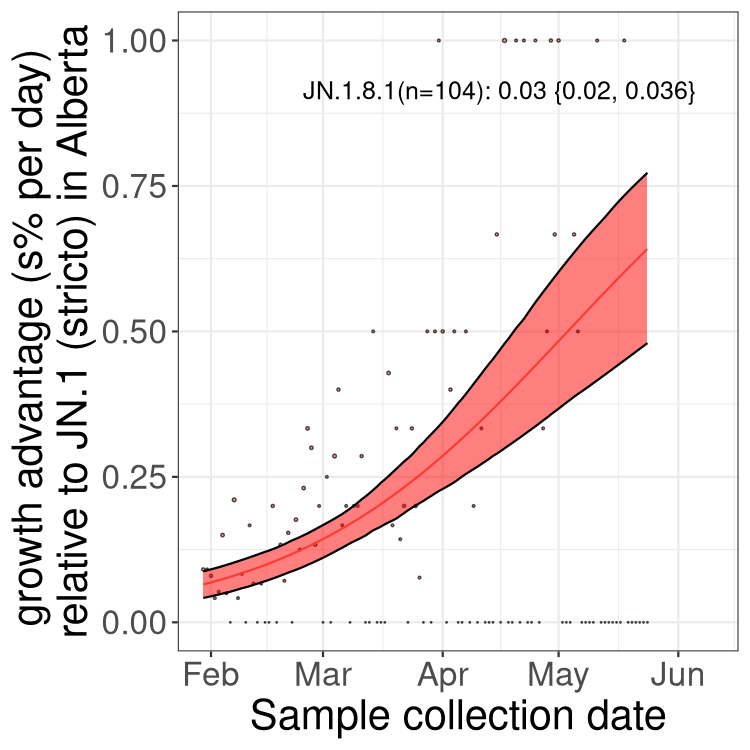 growth advantage (s% per day)
relative to JN.1 (stricto) in Alberta
1.00
0.75
0.50
0.25
0.00
JN.1.8.1(n=104): 0.03 {0.02, 0.036}
Feb Mar Apr May Jun
Sample collection date